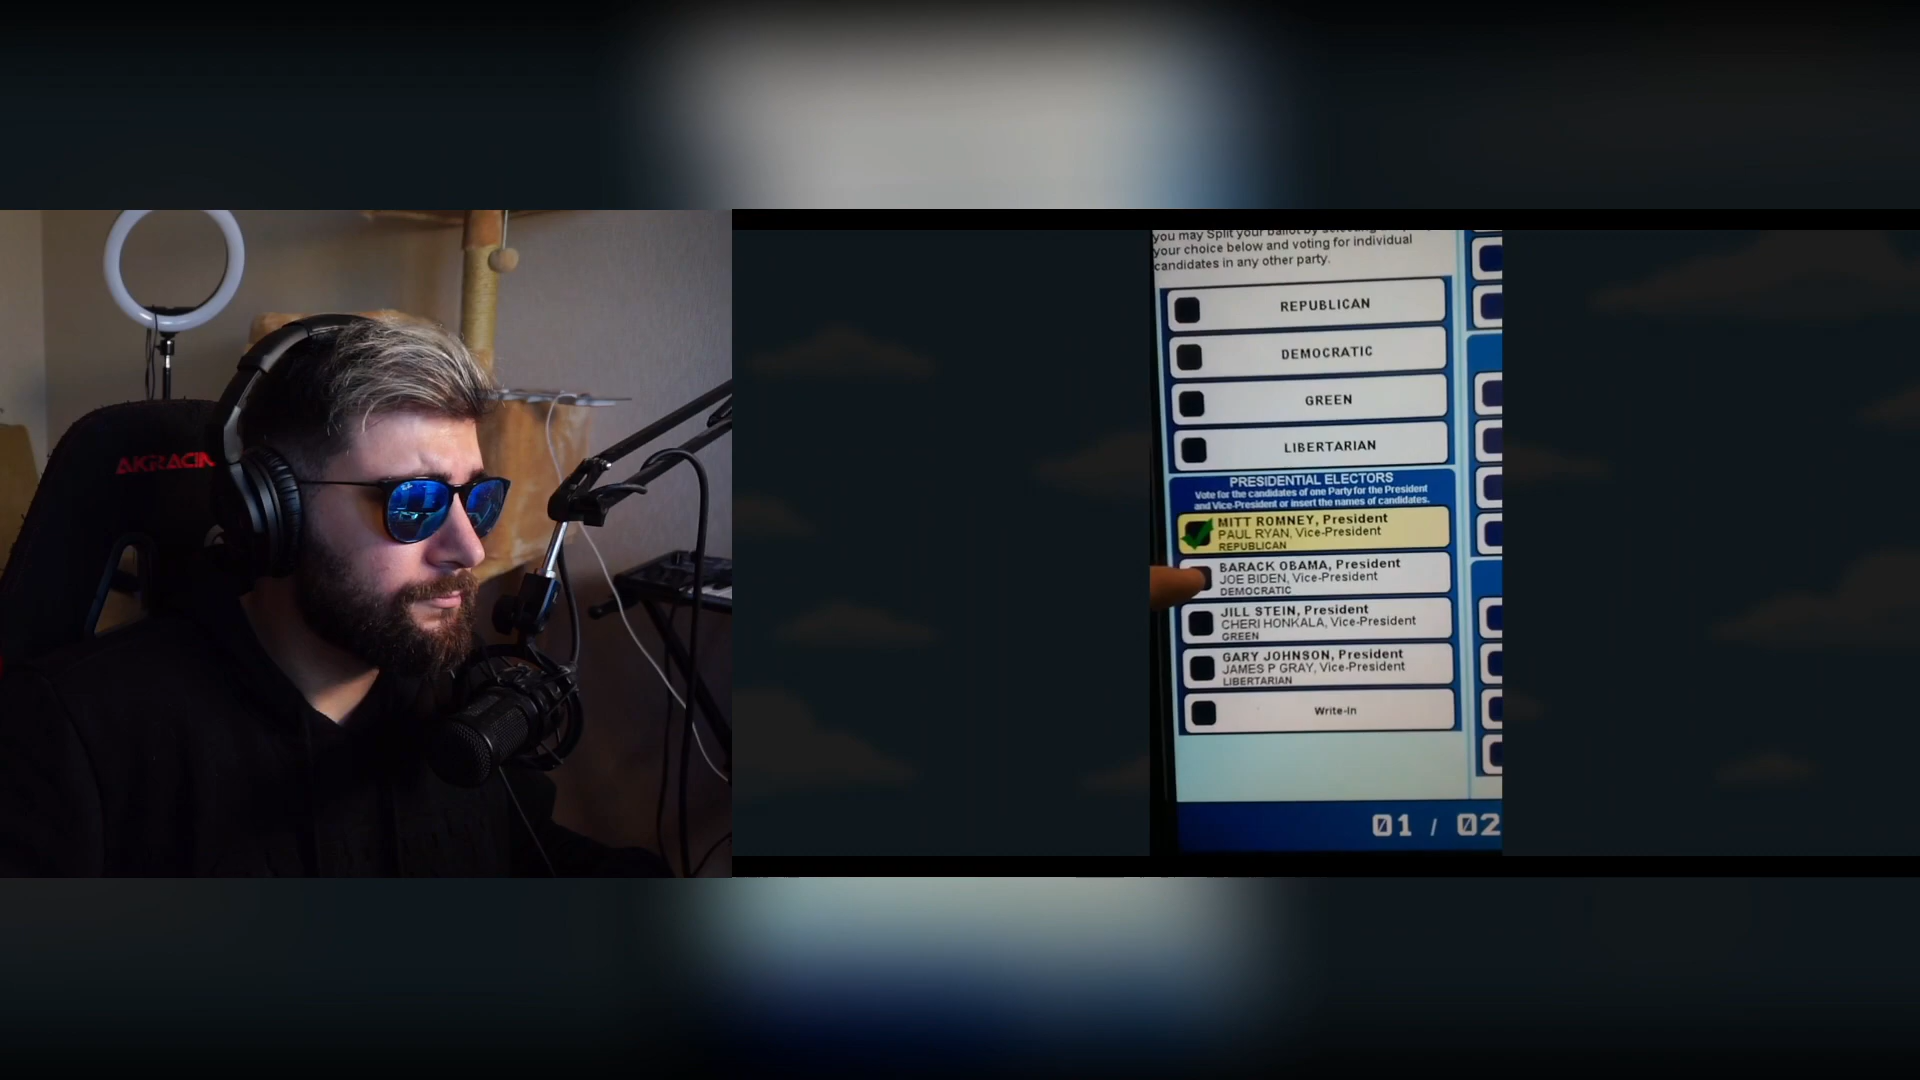 AKRACIN
you may Split your ballot by
your choice below and voting for individual
candidates in any other party.
REPUBLICAN
DEMOCRATIC
GREEN
LIBERTARIAN
PRESIDENTIAL ELECTORS
Vote for the candidates of one Party for the President
and Vice-President or insert the names of candidates.
MITT ROMNEY, President
PAUL RYAN, Vice-President
REPUBLICAN
BARACK OBAMA, President
JOE BIDEN, Vice-President
DEMOCRATIC
JILL STEIN, President
CHERI HONKALA, Vice-President
GREEN
GARY JOHNSON, President
JAMES P GRAY, Vice-President
LIBERTARIAN
Write-In
01 / 02